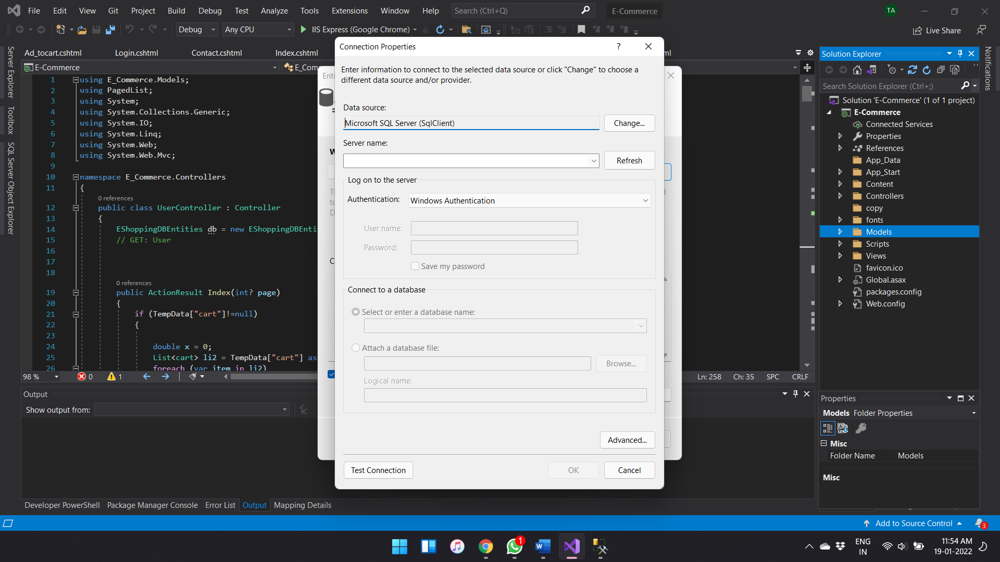 File Edit View Git Project Build Debug Test Analyze Tools Extensions Window Help Search (Ctrl+Q) E-Commerce TA
Debug Any CPU IIS Express (Google Chrome) Live Share
Ad_tocart.cshtml Login.cshtml Contact.cshtml Index.cshtml ml
E-Commerce E_Com
Server Explorer
Toolbox
SQL Server Object Explorer
1 using E_Commerce.Models;
2 using PagedList;
3 using System;
4 using System.Collections.Generic;
5 using System.IO;
6 using System.Linq;
7 using System.Web;
8 using System.Web.Mvc;
9
10 namespace E_Commerce.Controllers
11 {
0 references
12 public class UserController : Controller
13 {
14 EShoppingDBEntities db = new EShoppingDBEnti
15 // GET: User
16
17
18
0 references
19 public ActionResult Index(int? page)
20 {
21 if (TempData["cart"]!=null)
22 {
23
24 double x = 0;
25 List<cart> li2 = TempData["cart"] as
26 foreach (var item in li2)
98 % 0 1 Ln: 258 Ch: 35 SPC CRLF
Enti
Connection Properties ?
Enter information to connect to the selected data source or click "Change" to choose a
different data source and/or provider.
Data source:
Microsoft SQL Server (SqlClient) Change...
Server name:
Refresh
Log on to the server
Authentication: Windows Authentication
User name:
Password:
Save my password
Connect to a database
Select or enter a database name:
Attach a database file:
Browse...
Logical name:
Advanced...
Test Connection OK Cancel
Solution Explorer
Search Solution Explorer (Ctrl+;)
Solution 'E-Commerce' (1 of 1 project)
E-Commerce
Connected Services
Properties
References
App_Data
App_Start
Content
Controllers
copy
fonts
Models
Scripts
Views
favicon.ico
Global.asax
packages.config
Web.config
Notifications
Properties
Models Folder Properties
Misc
Folder Name Models
Misc
Output
Show output from:
Developer PowerShell Package Manager Console Error List Output Mapping Details
Add to Source Control 3
1
ENG
IN
11:54 AM
19-01-2022